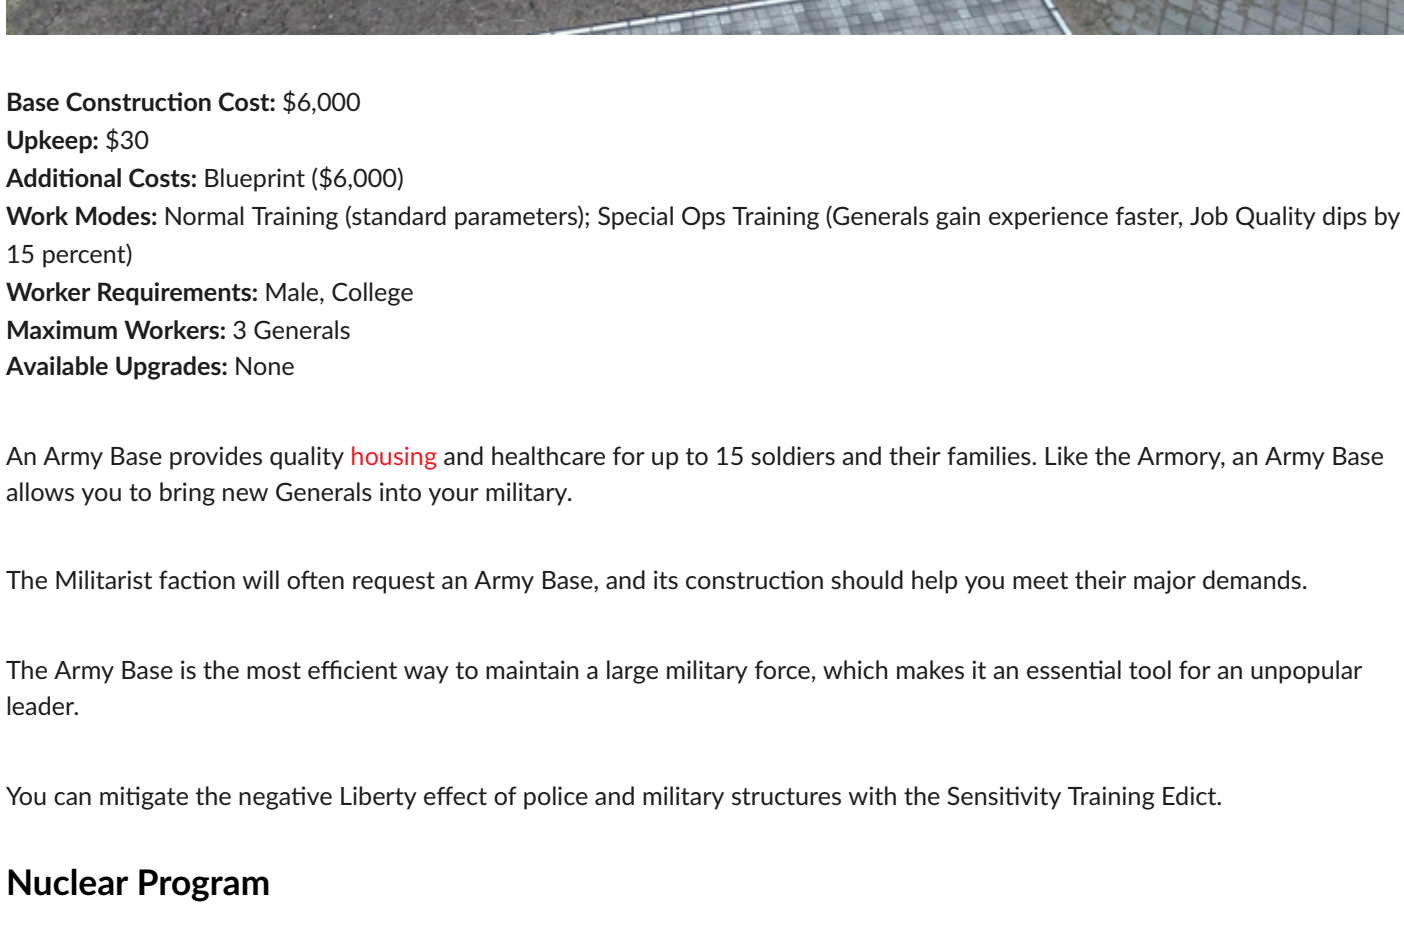 Base Construction Cost: $6,000
Upkeep: $30
Additional Costs: Blueprint ($6,000)
Work Modes: Normal Training (standard parameters); Special Ops Training (Generals gain experience faster, Job Quality dips by
15 percent)
Worker Requirements: Male, College
Maximum Workers: 3 Generals
Available Upgrades: None
An Army Base provides quality housing and healthcare for up to 15 soldiers and their families. Like the Armory, an Army Base
allows you to bring new Generals into your military.
The Militarist faction will often request an Army Base, and its construction should help you meet their major demands.
The Army Base is the most efficient way to maintain a large military force, which makes it an essential tool for an unpopular
leader.
You can mitigate the negative Liberty effect of police and military structures with the Sensitivity Training Edict.
Nuclear Program